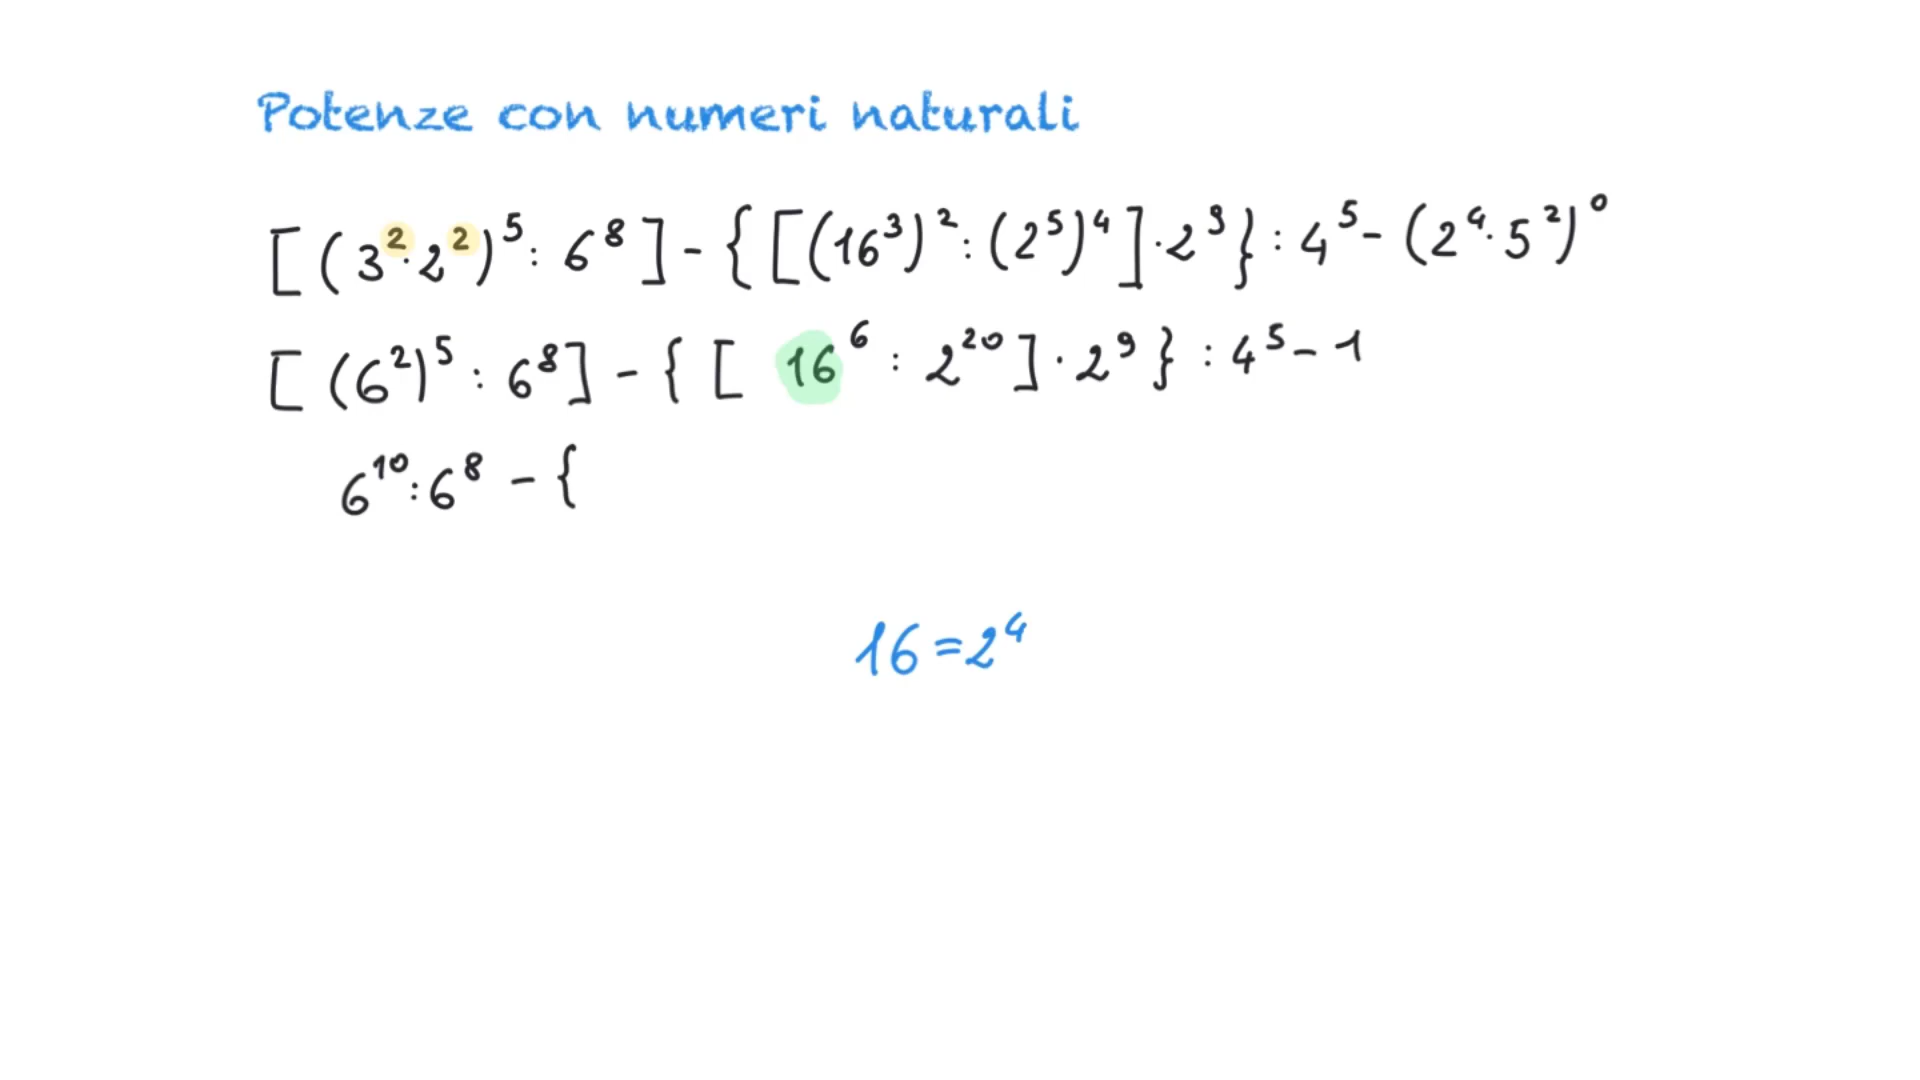 Potenze con numeri naturali
[(3²·2²)⁵:6⁸]-{[(16³)²:(2⁵)⁴]·2⁹}:4⁵-(2⁴·5²)⁰
[(6²)⁵:6⁸]-{[16⁶:2²⁰]·2⁹}:4⁵-1
6¹⁰:6⁸-{
16=2⁴